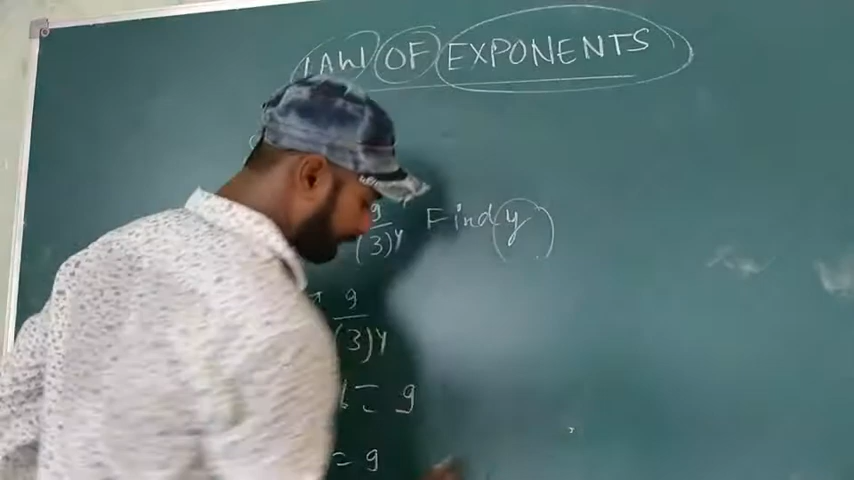 LAW OF EXPONENTS
9
(3)y Find y
9
(3)y
= 9
= 9